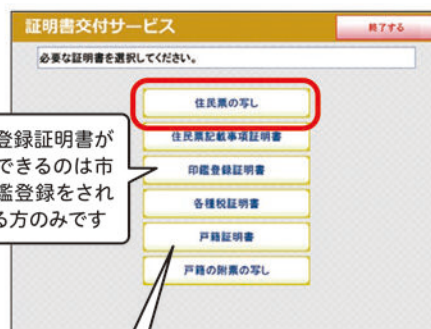 証明書交付サービス
終了する
必要な証明書を選択してください。
住民票の写し
住民票記載事項証明書
印鑑登録証明書
各種税証明書
戸籍証明書
戸籍の附票の写し
登録証明書が
できるのは市
鑑登録をされ
る方のみです